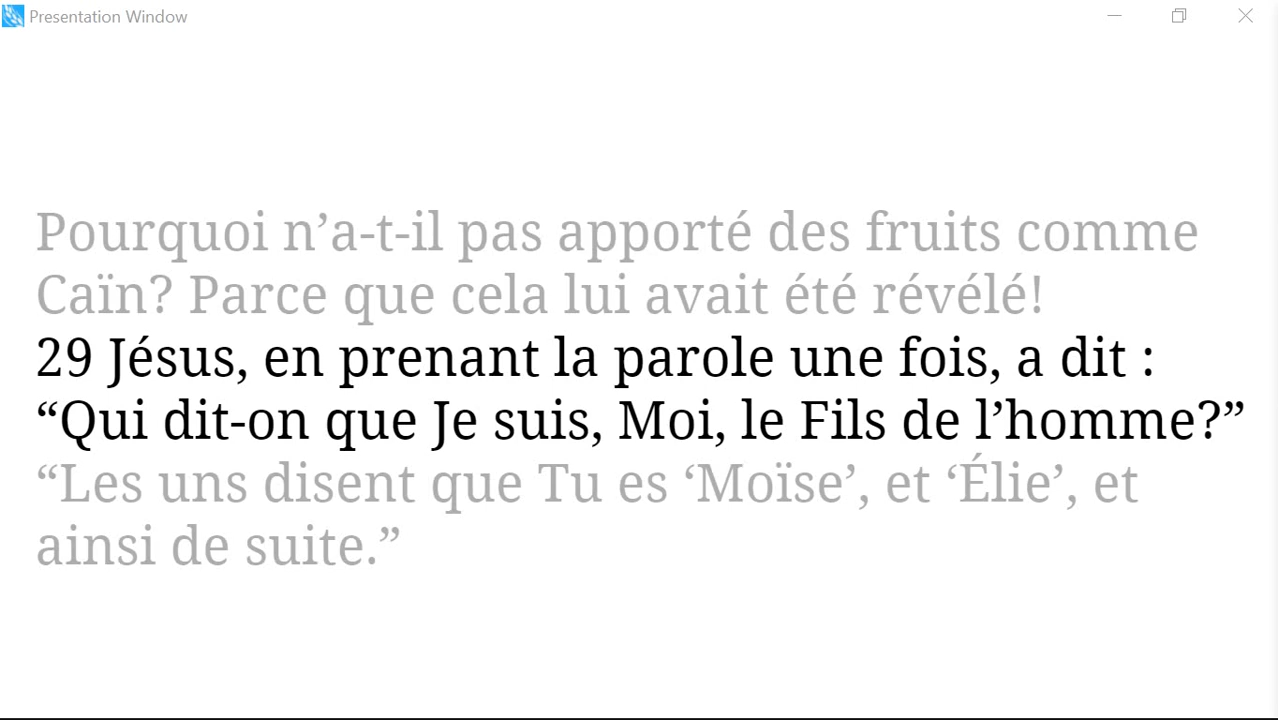 Presentation Window
Pourquoi n’a-t-il pas apporté des fruits comme
Caïn? Parce que cela lui avait été révélé!
29 Jésus, en prenant la parole une fois, a dit :
“Qui dit-on que Je suis, Moi, le Fils de l’homme?”
“Les uns disent que Tu es ‘Moïse’, et ‘Élie’, et
ainsi de suite.”